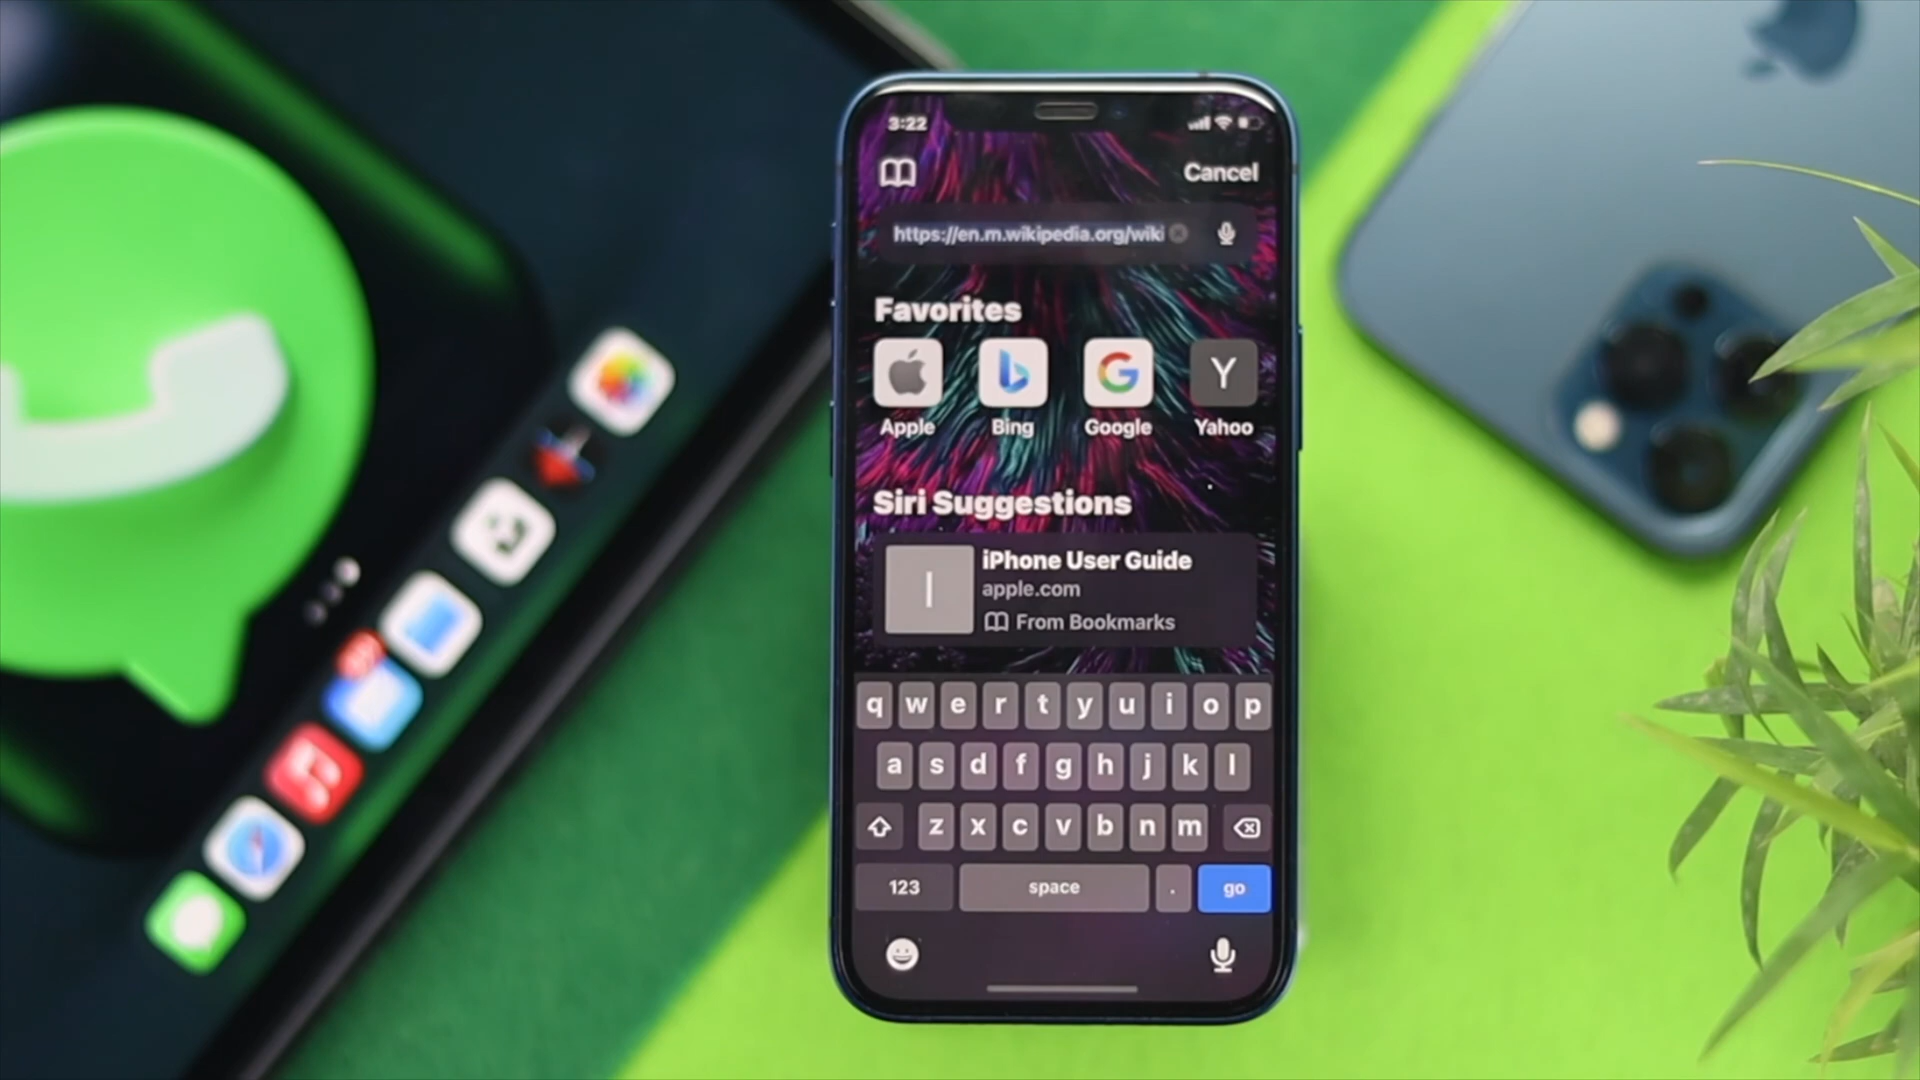 3:22
Cancel
https://en.m.wikipedia.org/wiki
Favorites
Apple Bing Google Yahoo
Y
Siri Suggestions
I
iPhone User Guide
apple.com
From Bookmarks
q w e r t y u i o p
a s d f g h j k l
z x c v b n m
123 space . go